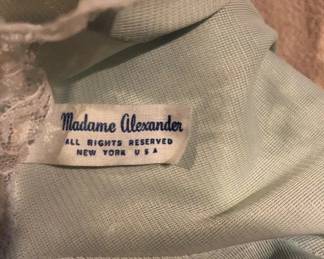 Madame Alexander
ALL RIGHTS RESERVED
NEW YORK U S A